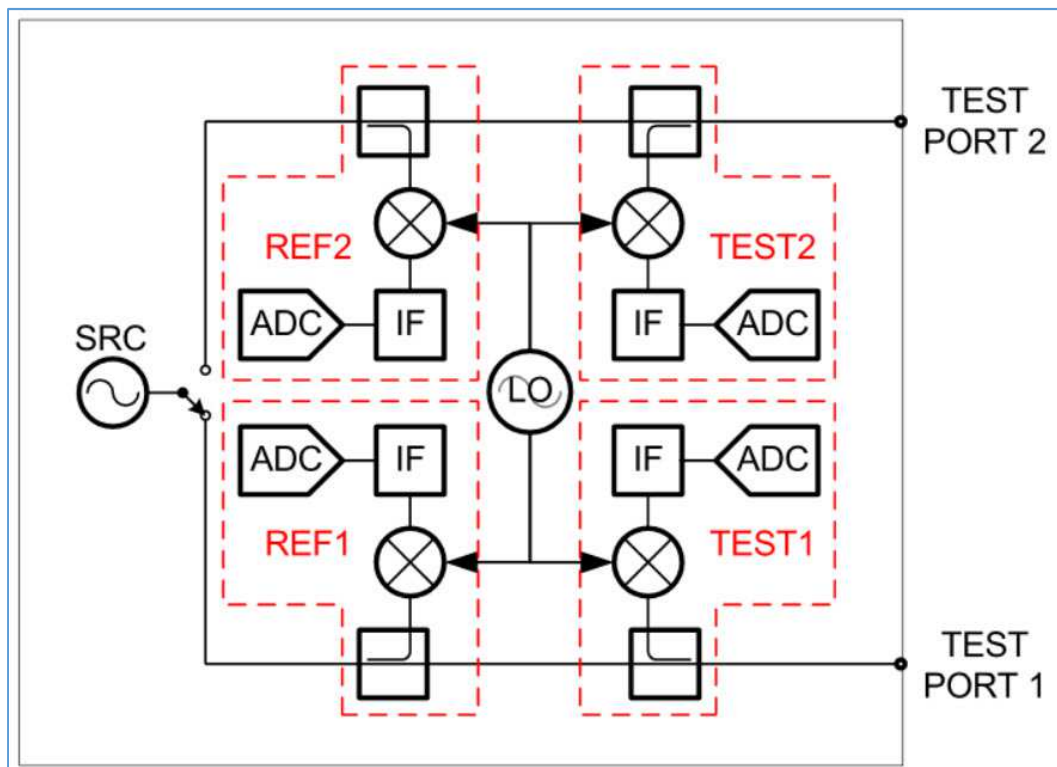 TEST
PORT 2
REF2
TEST2
ADC
IF
IF
ADC
SRC
LO
ADC
IF
IF
ADC
REF1
TEST1
TEST
PORT 1